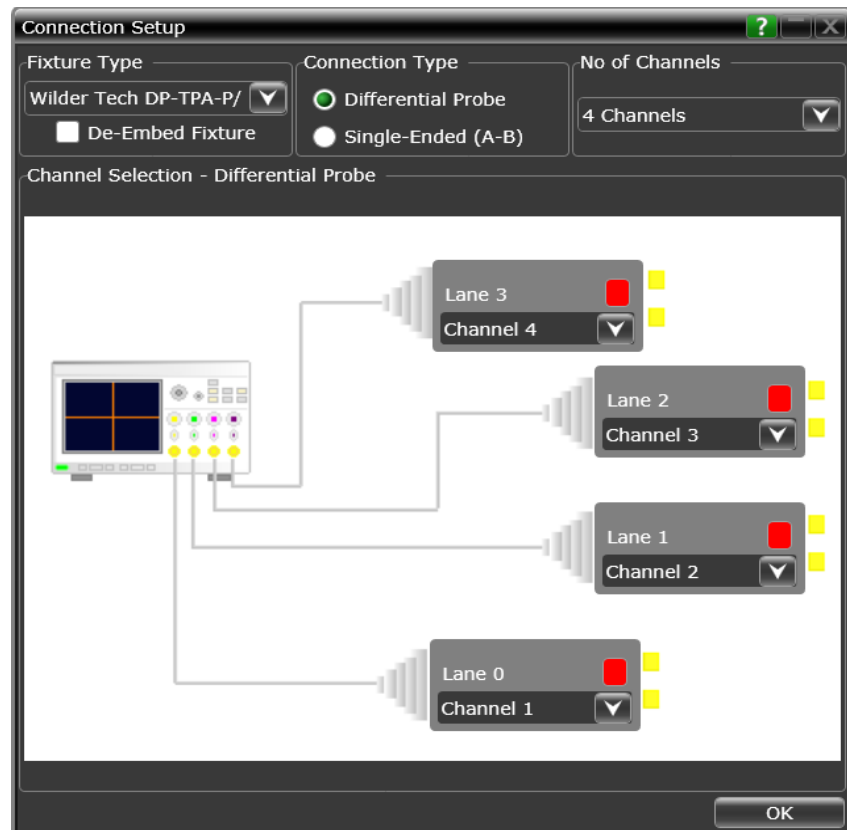 Connection Setup
?
Fixture Type
Wilder Tech DP-TPA-P/
De-Embed Fixture
Connection Type
Differential Probe
Single-Ended (A-B)
No of Channels
4 Channels
Channel Selection - Differential Probe
Lane 3
Channel 4
Lane 2
Channel 3
Lane 1
Channel 2
Lane 0
Channel 1
OK